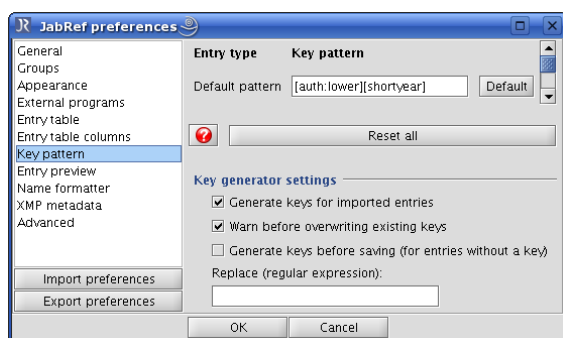 JabRef preferences
General
Groups
Appearance
External programs
Entry table
Entry table columns
Key pattern
Entry preview
Name formatter
XMP metadata
Advanced
Import preferences
Export preferences
Entry type Key pattern
Default pattern [auth:lower][shortyear] Default
? Reset all
Key generator settings
Generate keys for imported entries
Warn before overwriting existing keys
Generate keys before saving (for entries without a key)
Replace (regular expression):
OK Cancel